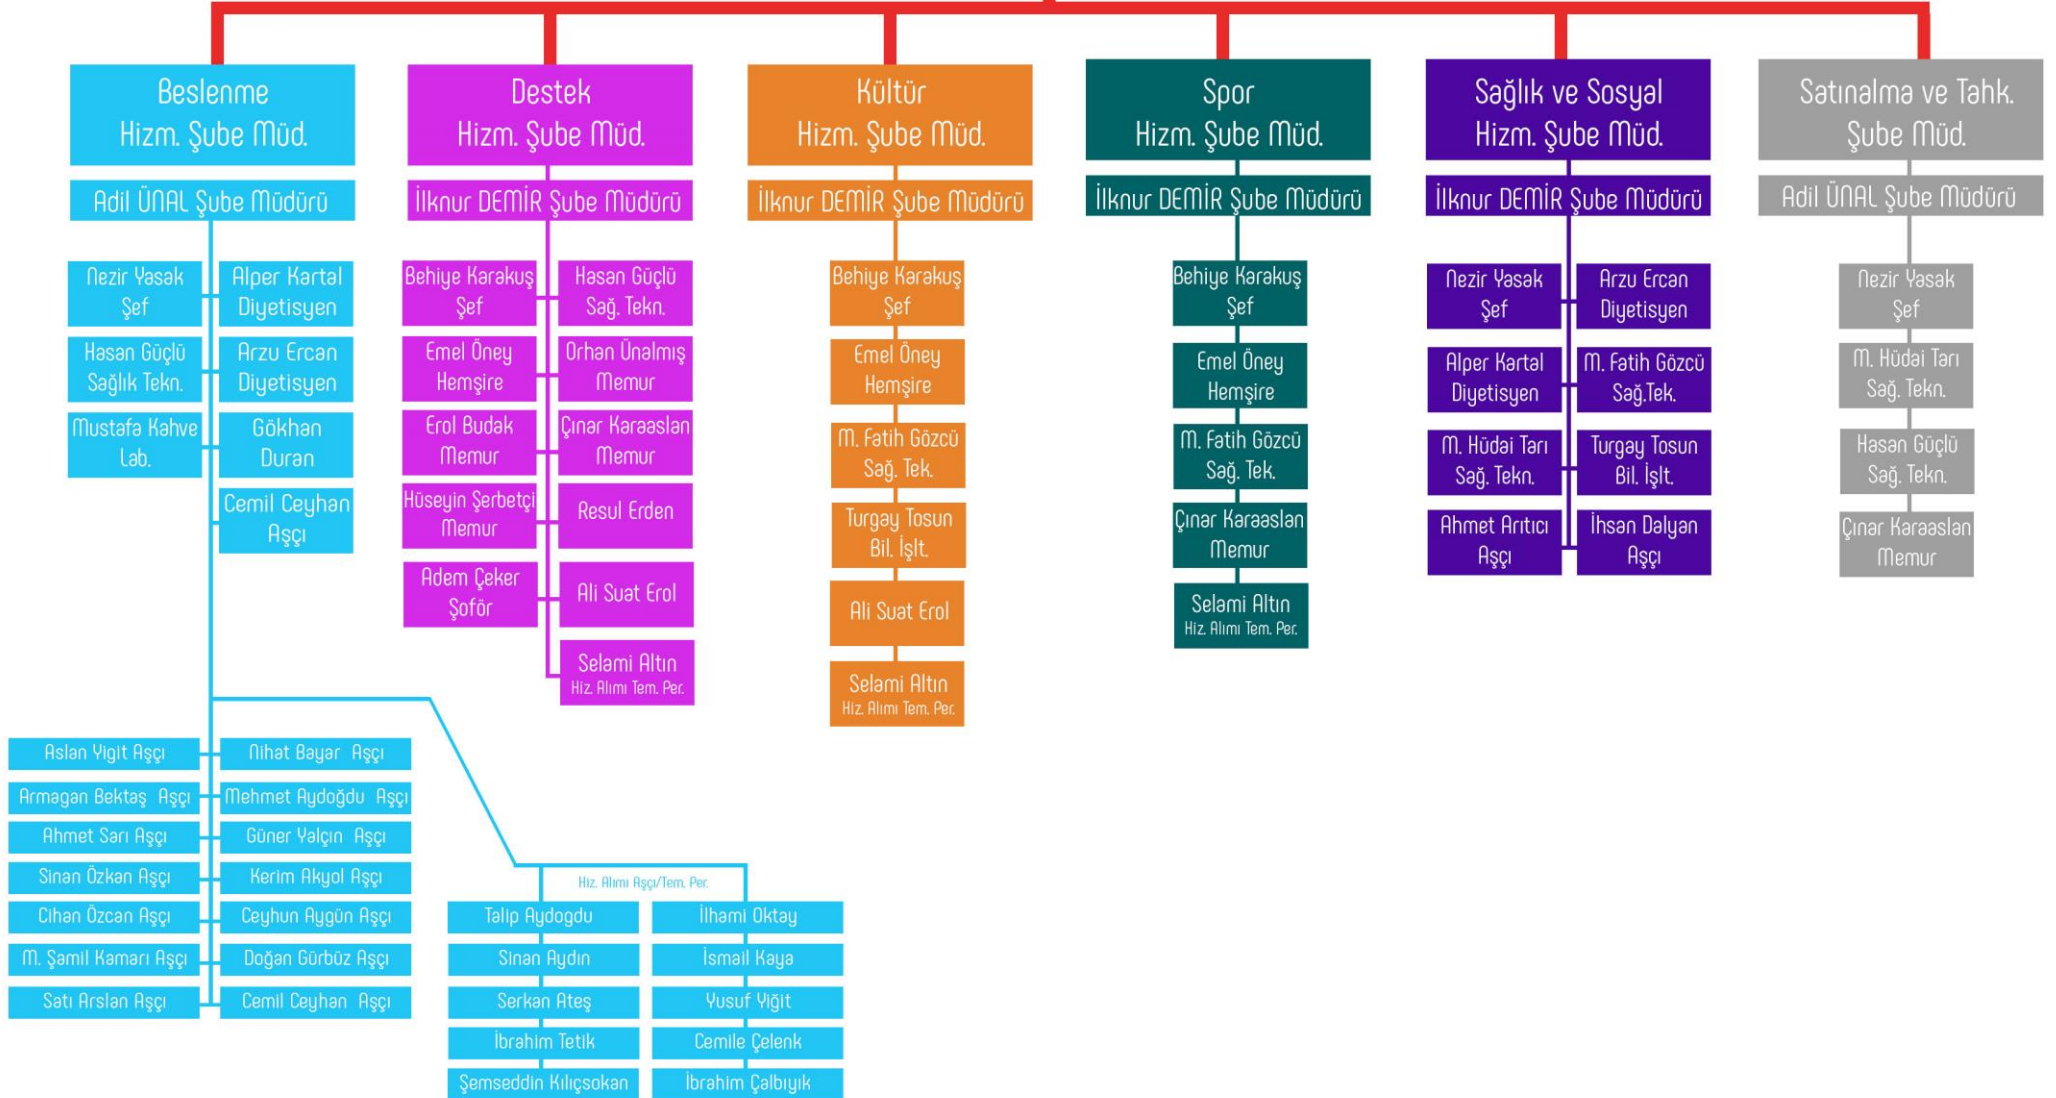 Beslenme
Hizm. Şube Müd.
Adil ÜNAL Şube Müdürü
Nezir Yasak
Şef
Alper Kartal
Diyetisyen
Hasan Güçlü
Sağlık Tekn.
Arzu Ercan
Diyetisyen
Mustafa Kahve
Lab.
Gökhan
Duran
Cemil Ceyhan
Aşçı
Aslan Yigit Aşçı
Nihat Bayar Aşçı
Armagan Bektaş Aşçı
Mehmet Aydoğdu Aşçı
Ahmet Sarı Aşçı
Güner Yalçın Aşçı
Sinan Özkan Aşçı
Kerim Akyol Aşçı
Cihan Özcan Aşçı
Ceyhun Aygün Aşçı
M. Şamil Kamarı Aşçı
Doğan Gürbüz Aşçı
Satı Arslan Aşçı
Cemil Ceyhan Aşçı
Hiz. Alımı Aşçı/Tem. Per.
Talip Aydogdu
İlhami Oktay
Sinan Aydın
İsmail Kaya
Serkan Ateş
Yusuf Yiğit
İbrahim Tetik
Cemile Çelenk
Şemseddin Kılıçsokan
İbrahim Çalbıyık
Destek
Hizm. Şube Müd.
İlknur DEMİR Şube Müdürü
Behiye Karakuş
Şef
Hasan Güçlü
Sağ. Tekn.
Emel Öney
Hemşire
Orhan Ünalmış
Memur
Erol Budak
Memur
Çınar Karaaslan
Memur
Hüseyin Şerbetçi
Memur
Resul Erden
Adem Çeker
Şoför
Ali Suat Erol
Selami Altın
Hiz. Alımı Tem. Per.
Kültür
Hizm. Şube Müd.
İlknur DEMİR Şube Müdürü
Behiye Karakuş
Şef
Emel Öney
Hemşire
M. Fatih Gözcü
Sağ. Tek.
Turgay Tosun
Bil. İşlt.
Ali Suat Erol
Selami Altın
Hiz. Alımı Tem. Per.
Spor
Hizm. Şube Müd.
İlknur DEMİR Şube Müdürü
Behiye Karakuş
Şef
Emel Öney
Hemşire
M. Fatih Gözcü
Sağ. Tek.
Çınar Karaaslan
Memur
Selami Altın
Hiz. Alımı Tem. Per.
Sağlık ve Sosyal
Hizm. Şube Müd.
İlknur DEMİR Şube Müdürü
Nezir Yasak
Şef
Arzu Ercan
Diyetisyen
Alper Kartal
Diyetisyen
M. Fatih Gözcü
Sağ.Tek.
M. Hüdai Tarı
Sağ. Tekn.
Turgay Tosun
Bil. İşlt.
Ahmet Arıtıcı
Aşçı
İhsan Dalyan
Aşçı
Satınalma ve Tahk.
Şube Müd.
Adil ÜNAL Şube Müdürü
Nezir Yasak
Şef
M. Hüdai Tarı
Sağ. Tekn.
Hasan Güçlü
Sağ. Tekn.
Çınar Karaaslan
Memur